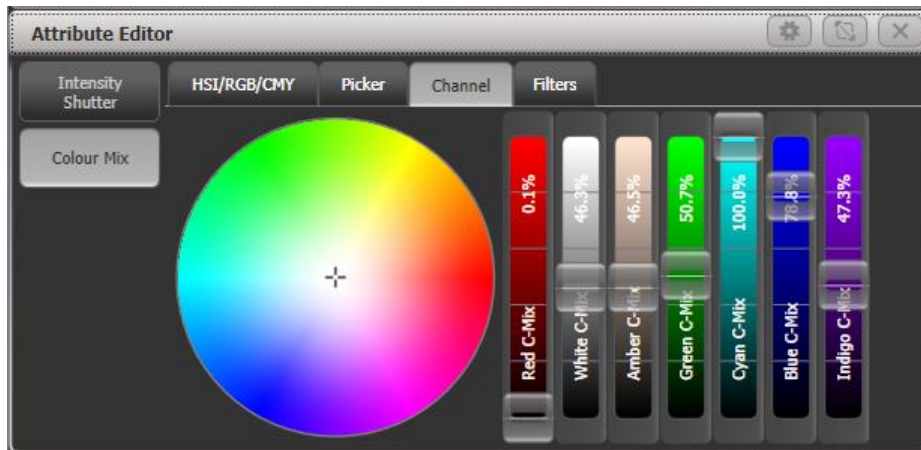 Attribute Editor
Intensity
Shutter
Colour Mix
HSI/RGB/CMY
Picker
Channel
Filters
0.1%
Red C-Mix
46.3%
White C-Mix
46.5%
Amber C-Mix
50.7%
Green C-Mix
100.0%
Cyan C-Mix
78.8%
Blue C-Mix
47.3%
Indigo C-Mix